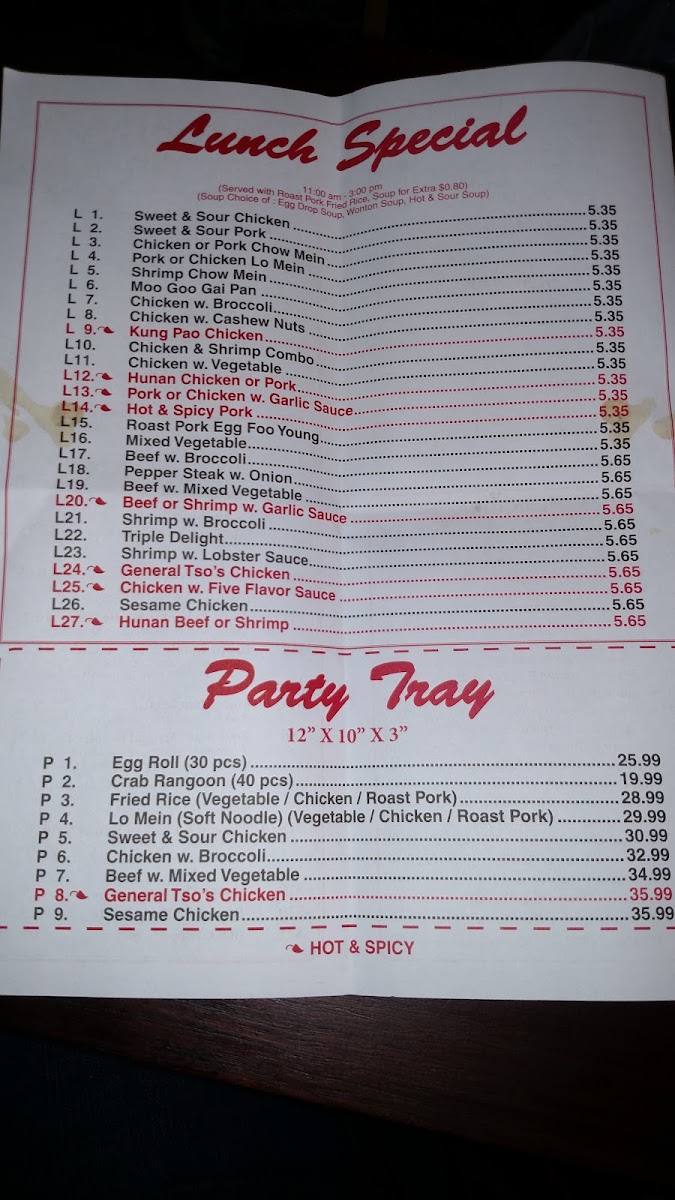 Lunch Special
11:00 am - 3:00 pm
(Served with Roast Pork Fried Rice, Soup for Extra $0.80)
(Soup Choice of : Egg Drop Soup, Wonton Soup, Hot & Sour Soup)
L 1. Sweet & Sour Chicken 5.35
L 2. Sweet & Sour Pork 5.35
L 3. Chicken or Pork Chow Mein 5.35
L 4. Pork or Chicken Lo Mein 5.35
L 5. Shrimp Chow Mein 5.35
L 6. Moo Goo Gai Pan 5.35
L 7. Chicken w. Broccoli 5.35
L 8. Chicken w. Cashew Nuts 5.35
L 9. Kung Pao Chicken 5.35
L10. Chicken & Shrimp Combo 5.35
L11. Chicken w. Vegetable 5.35
L12. Hunan Chicken or Pork 5.35
L13. Pork or Chicken w. Garlic Sauce 5.35
L14. Hot & Spicy Pork 5.35
L15. Roast Pork Egg Foo Young 5.35
L16. Mixed Vegetable 5.35
L17. Beef w. Broccoli 5.65
L18. Pepper Steak w. Onion 5.65
L19. Beef w. Mixed Vegetable 5.65
L20. Beef or Shrimp w. Garlic Sauce 5.65
L21. Shrimp w. Broccoli 5.65
L22. Triple Delight 5.65
L23. Shrimp w. Lobster Sauce 5.65
L24. General Tso's Chicken 5.65
L25. Chicken w. Five Flavor Sauce 5.65
L26. Sesame Chicken 5.65
L27. Hunan Beef or Shrimp 5.65
Party Tray
12" X 10" X 3"
P 1. Egg Roll (30 pcs) 25.99
P 2. Crab Rangoon (40 pcs) 19.99
P 3. Fried Rice (Vegetable / Chicken / Roast Pork) 28.99
P 4. Lo Mein (Soft Noodle) (Vegetable / Chicken / Roast Pork) 29.99
P 5. Sweet & Sour Chicken 30.99
P 6. Chicken w. Broccoli 32.99
P 7. Beef w. Mixed Vegetable 34.99
P 8. General Tso's Chicken 35.99
P 9. Sesame Chicken 35.99
HOT & SPICY